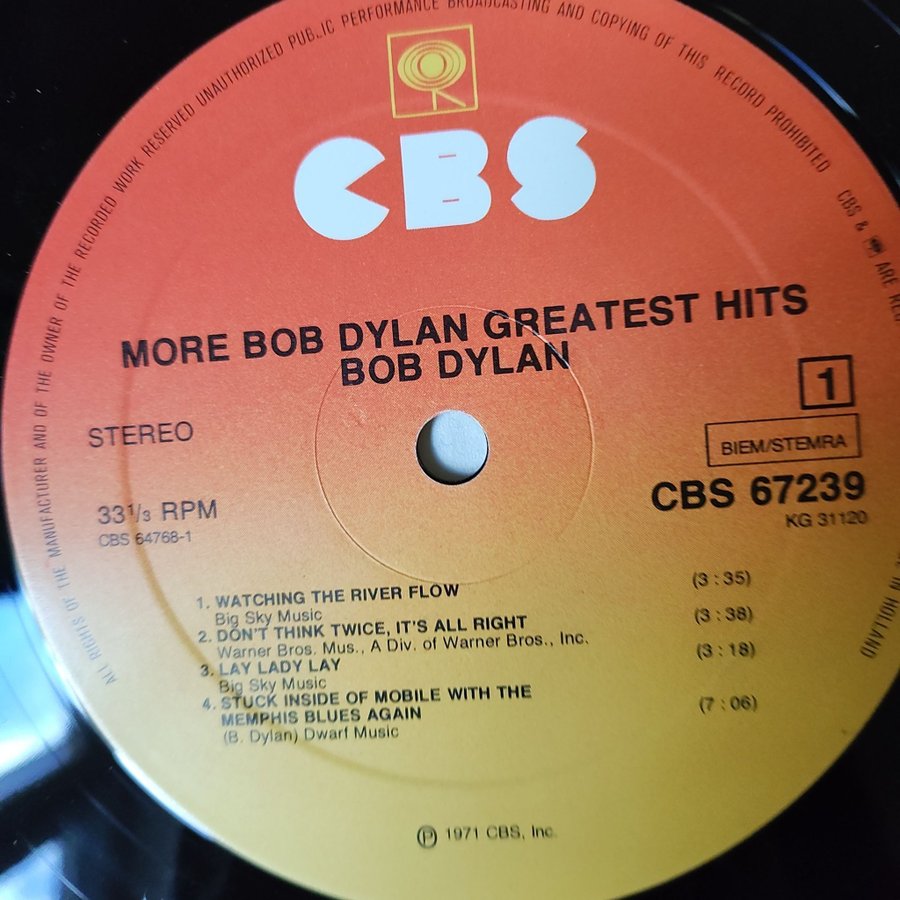 ALL RIGHTS OF THE MANUFACTURER AND OF THE OWNER OF THE RECORDED WORK RESERVED UNAUTHORIZED PUBLIC PERFORMANCE BROADCASTING AND COPYING OF THIS RECORD PROHIBITED
CBS & ARE
IN HOLLAND
CBS
MORE BOB DYLAN GREATEST HITS
BOB DYLAN
1
STEREO
BIEM/STEMRA
CBS 67239
33⅓ RPM
KG 31120
CBS 64768-1
1. WATCHING THE RIVER FLOW (3 : 35)
Big Sky Music
2. DON'T THINK TWICE, IT'S ALL RIGHT (3 : 38)
Warner Bros. Mus., A Div. of Warner Bros., Inc.
3. LAY LADY LAY (3 : 18)
Big Sky Music
4. STUCK INSIDE OF MOBILE WITH THE
MEMPHIS BLUES AGAIN (7 : 06)
(B. Dylan) Dwarf Music
℗ 1971 CBS, Inc.